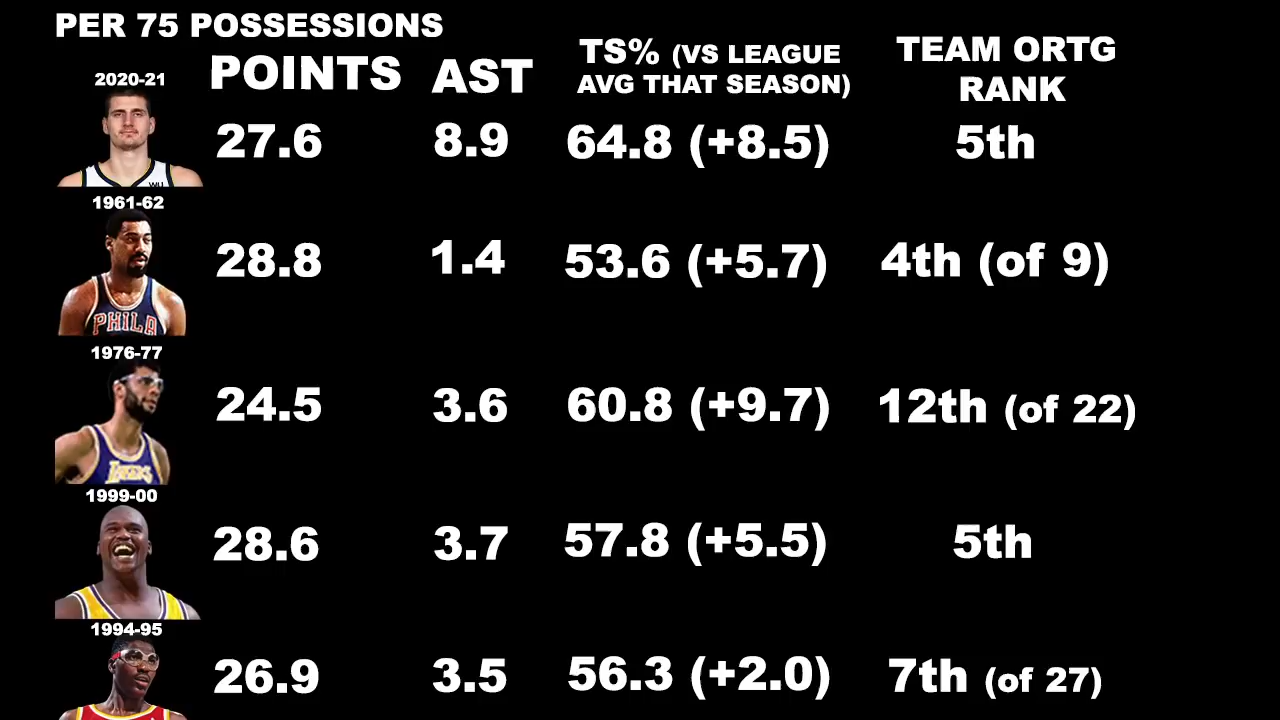 PER 75 POSSESSIONS
POINTS AST TS% (VS LEAGUE
AVG THAT SEASON) TEAM ORTG
RANK
2020-21
27.6 8.9 64.8 (+8.5) 5th
1961-62
28.8 1.4 53.6 (+5.7) 4th (of 9)
PHILA
1976-77
24.5 3.6 60.8 (+9.7) 12th (of 22)
LAKERS
1999-00
28.6 3.7 57.8 (+5.5) 5th
1994-95
26.9 3.5 56.3 (+2.0) 7th (of 27)